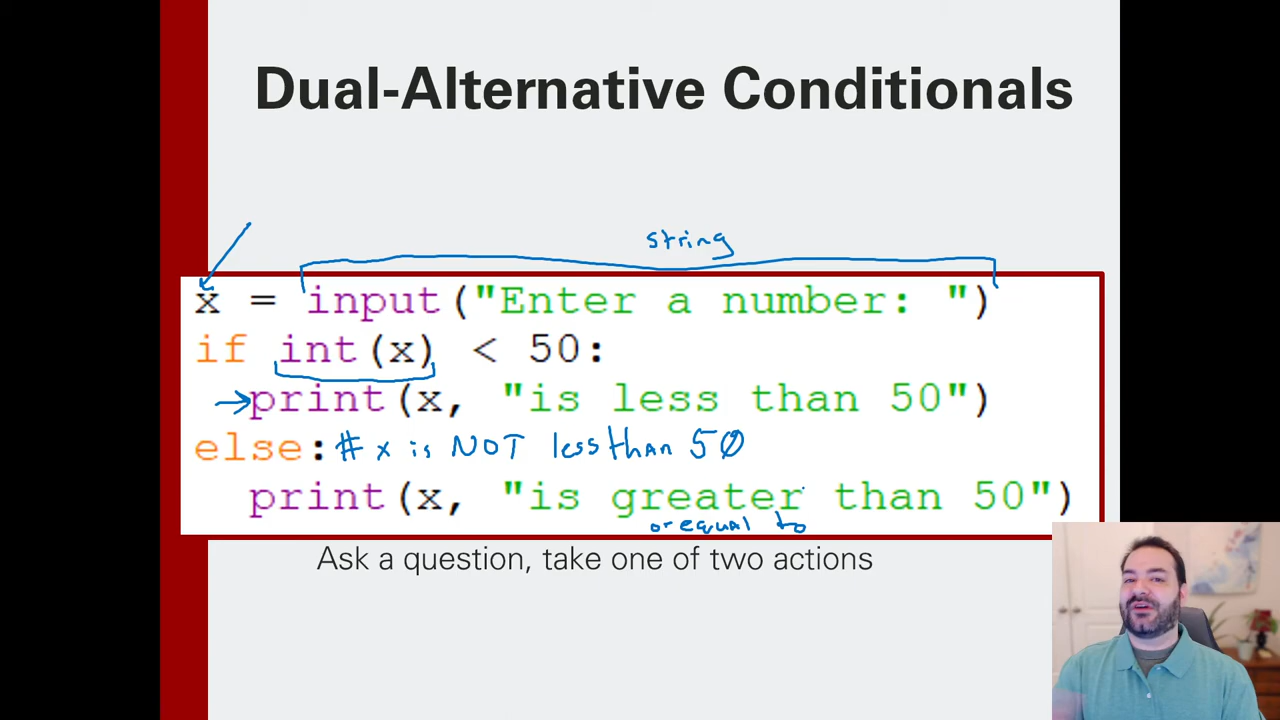 Dual-Alternative Conditionals
string
x = input("Enter a number: ")
if int(x) < 50:
print(x, "is less than 50")
else: # x is NOT less than 50
print(x, "is greater than 50")
or equal to
Ask a question, take one of two actions